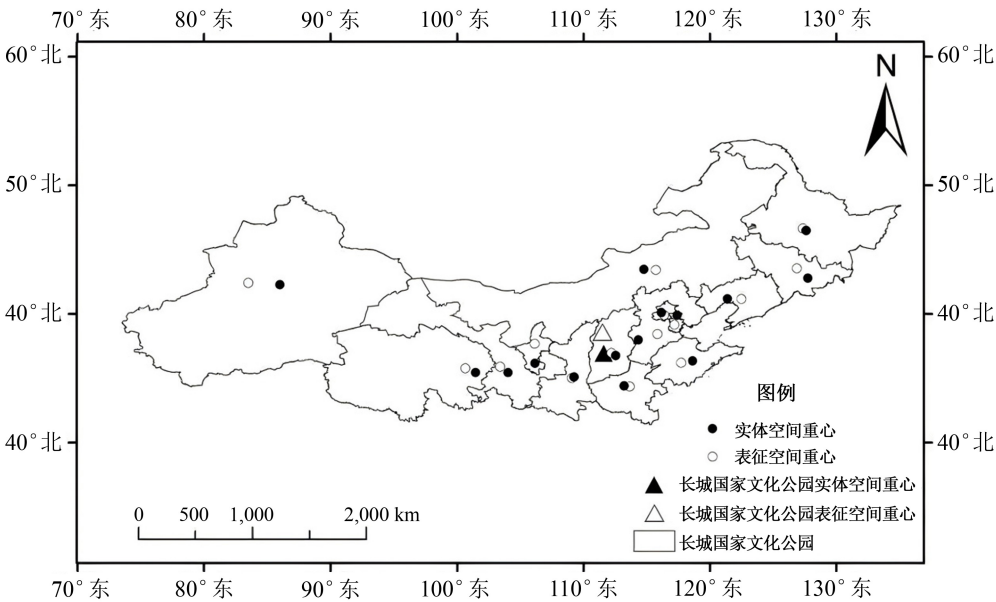 70°东 80°东 90°东 100°东 110°东 120°东 130°东
60°北 60°北
N
50°北 50°北
40°北 40°北
图例
实体空间重心
40°北 40°北
表征空间重心
长城国家文化公园实体空间重心
长城国家文化公园表征空间重心
0 500 1,000 2,000 km
长城国家文化公园
70°东 80°东 90°东 100°东 110°东 120°东 130°东